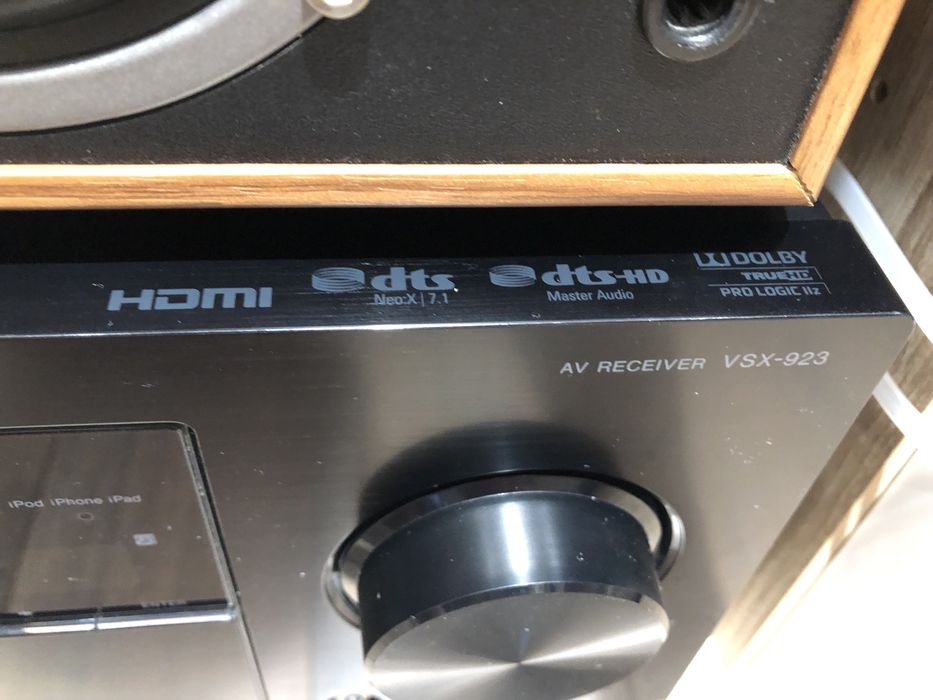 HDMI
dts
Neo:X | 7.1
dts-HD
Master Audio
DOLBY
TRUEHD
PRO LOGIC IIz
AV RECEIVER VSX-923
iPod iPhone iPad